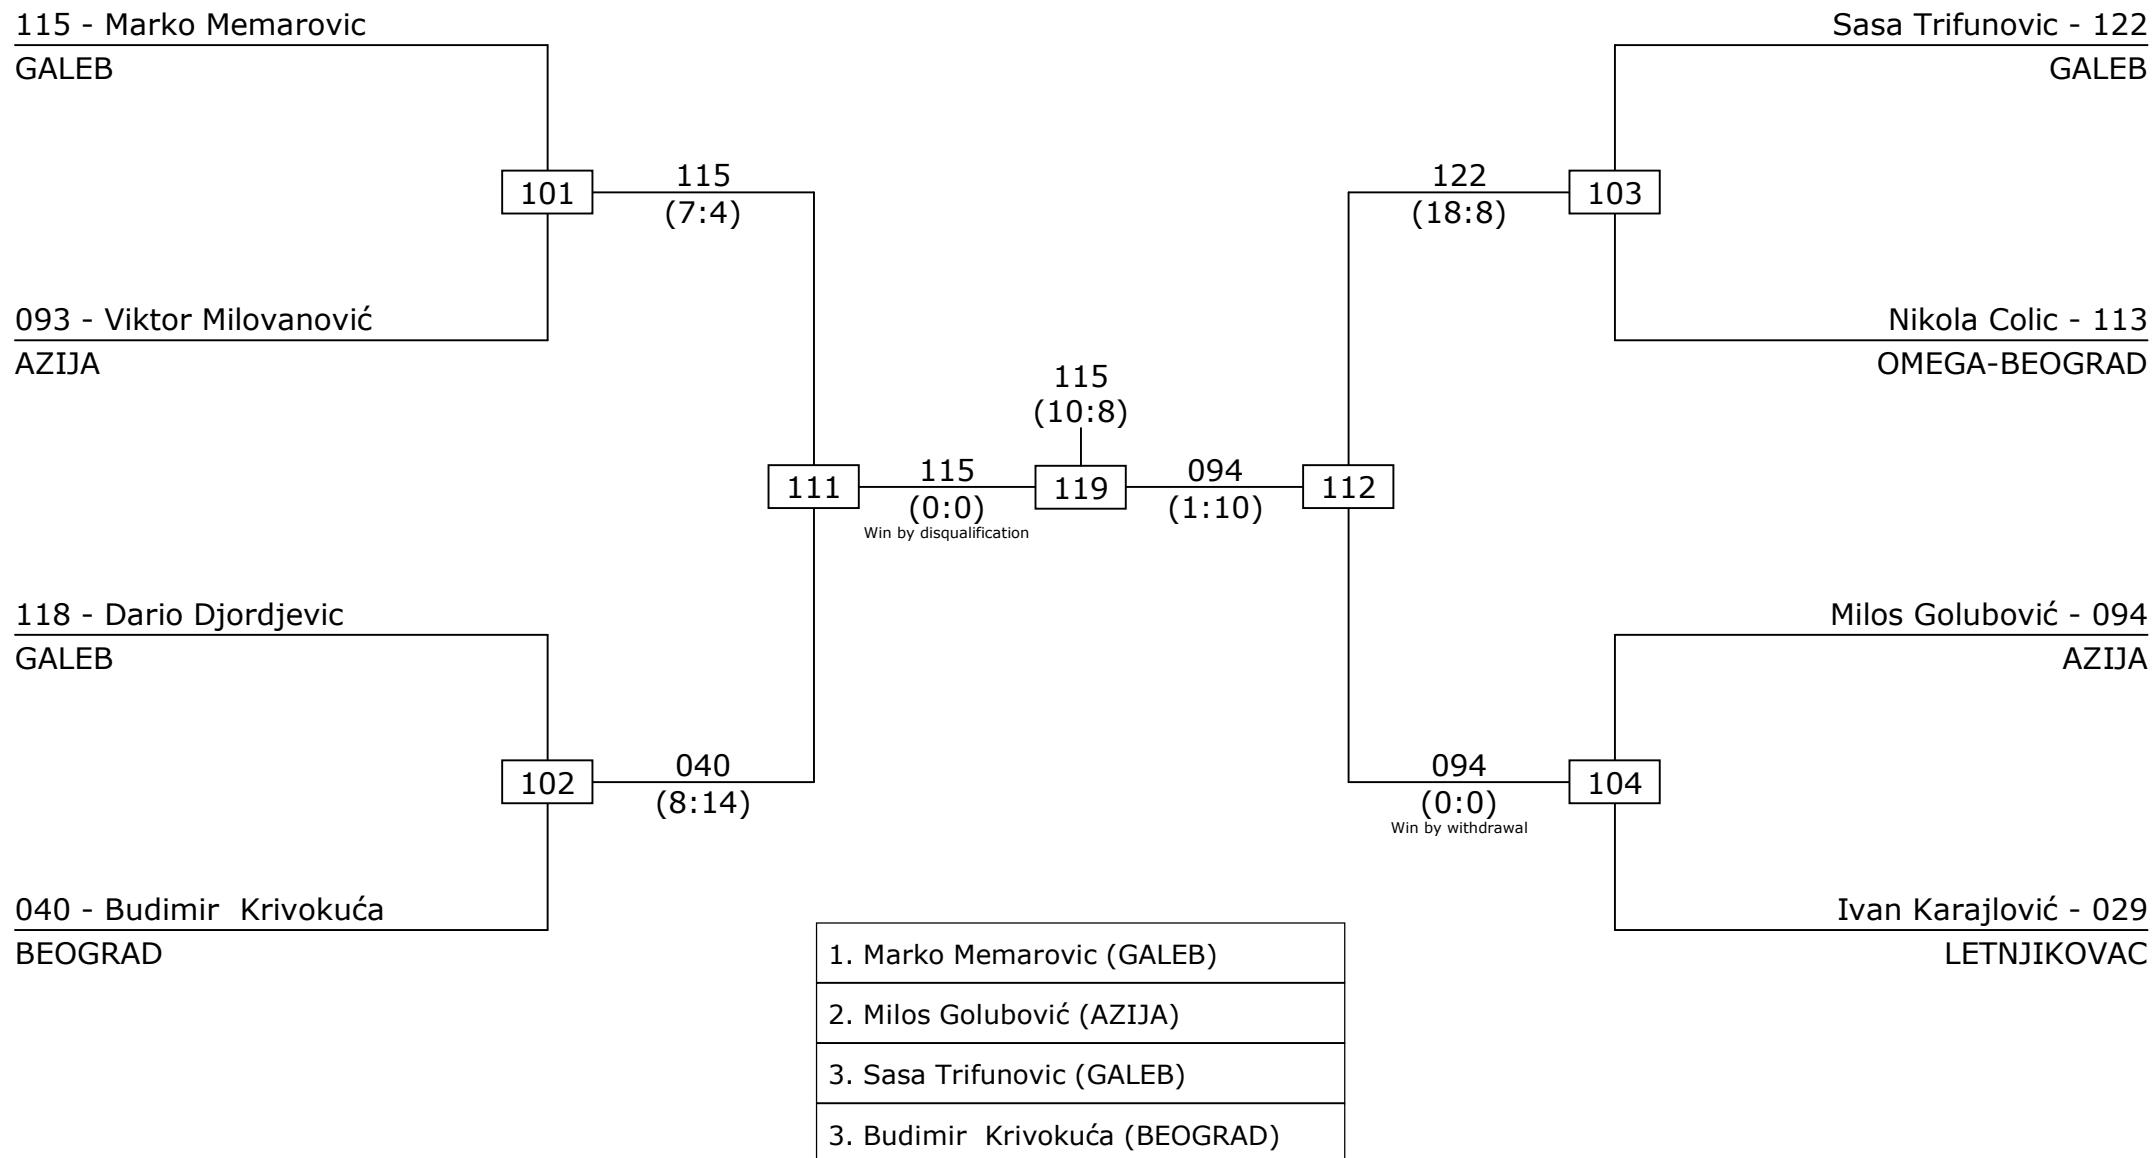 115 - Marko Memarovic
GALEB
Sasa Trifunovic - 122
GALEB
101
115
(7:4)
122
(18:8)
103
093 - Viktor Milovanović
AZIJA
Nikola Colic - 113
OMEGA-BEOGRAD
115
(10:8)
111
115
(0:0)
Win by disqualification
119
094
(1:10)
112
118 - Dario Djordjevic
GALEB
Milos Golubović - 094
AZIJA
102
040
(8:14)
094
(0:0)
Win by withdrawal
104
040 - Budimir  Krivokuća
BEOGRAD
Ivan Karajlović - 029
LETNJIKOVAC
1. Marko Memarovic (GALEB)
2. Milos Golubović (AZIJA)
3. Sasa Trifunovic (GALEB)
3. Budimir  Krivokuća (BEOGRAD)